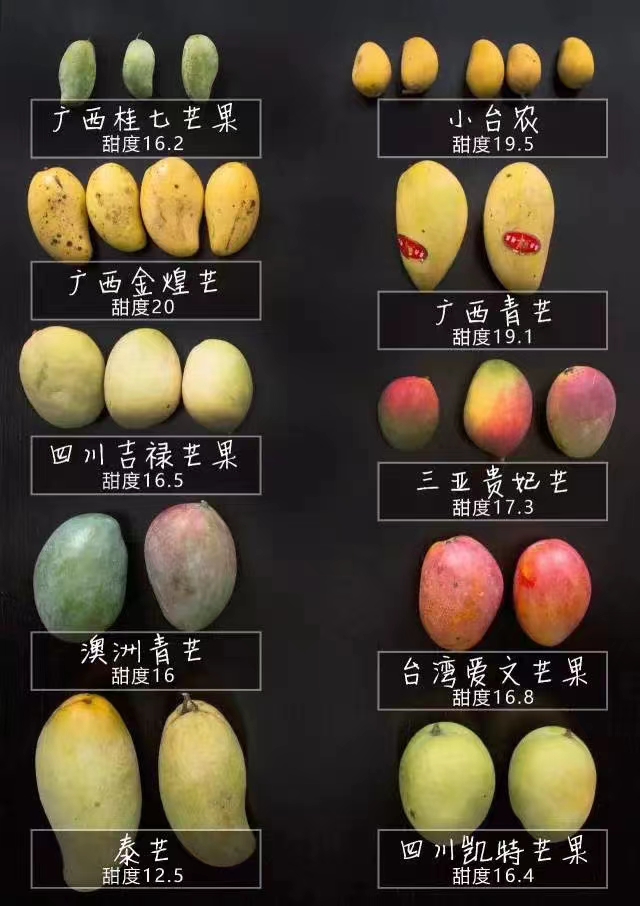 广西桂七芒果
甜度16.2
小台农
甜度19.5
广西金煌芒
甜度20
广西青芒
甜度19.1
四川吉禄芒果
甜度16.5
三亚贵妃芒
甜度17.3
澳洲青芒
甜度16
台湾爱文芒果
甜度16.8
泰芒
甜度12.5
四川凯特芒果
甜度16.4